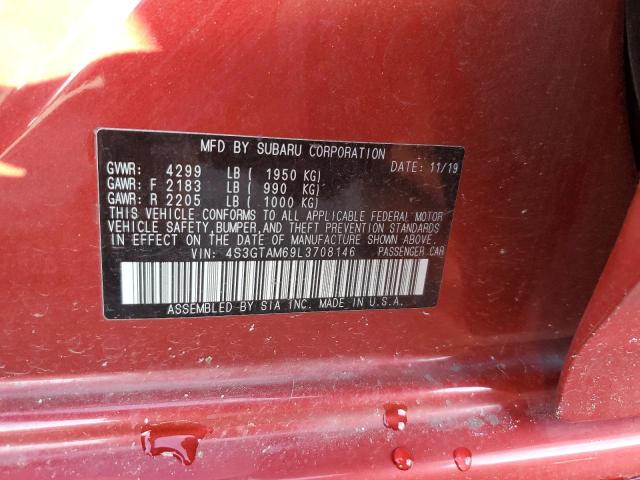 MFD BY SUBARU CORPORATION
GVWR: 4299 LB ( 1950 KG) DATE: 11/19
GAWR: F 2183 LB ( 990 KG)
GAWR: R 2205 LB ( 1000 KG)
THIS VEHICLE CONFORMS TO ALL APPLICABLE FEDERAL MOTOR
VEHICLE SAFETY, BUMPER, AND THEFT PREVENTION STANDARDS
IN EFFECT ON THE DATE OF MANUFACTURE SHOWN ABOVE.
VIN: 4S3GTAM69L3708146 PASSENGER CAR
ASSEMBLED BY SIA INC. MADE IN U.S.A.